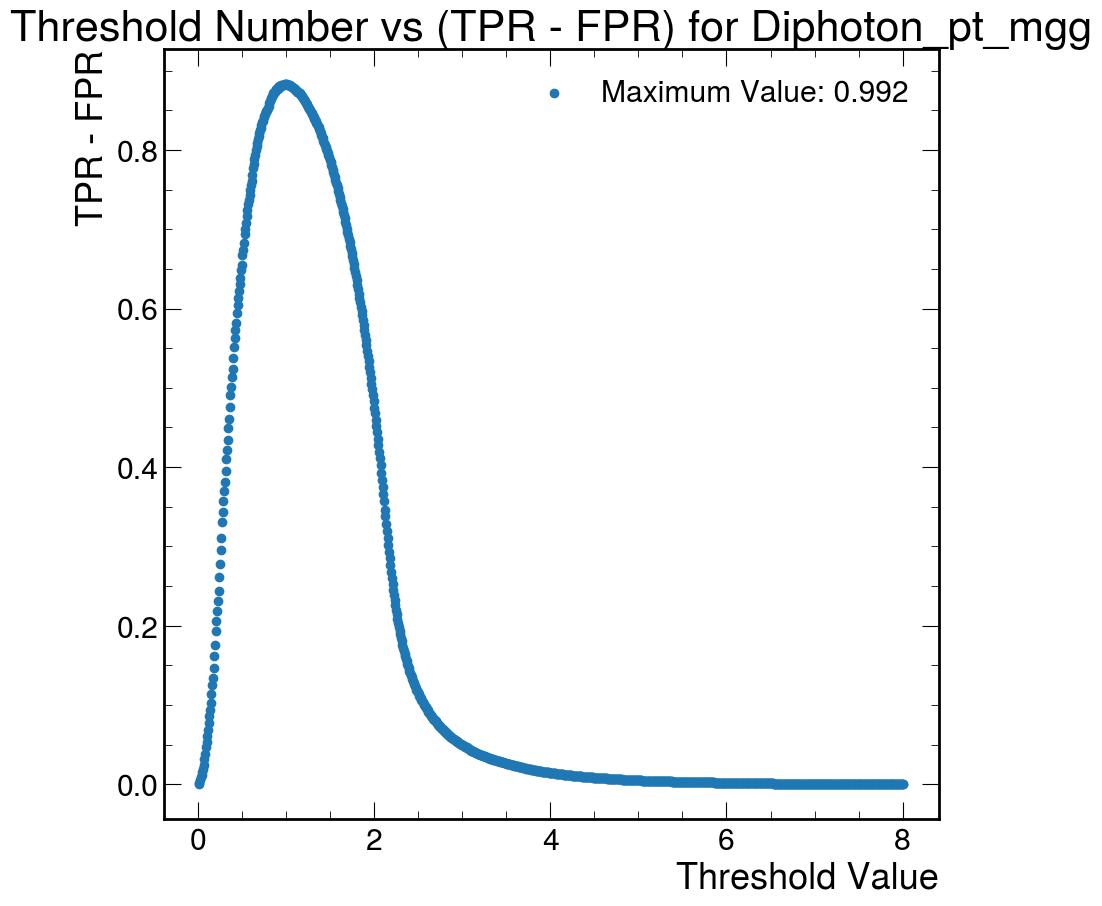 Threshold Number vs (TPR - FPR) for Diphoton_pt_mgg
TPR - FPR
Maximum Value: 0.992
0.8
0.6
0.4
0.2
0.0
0 2 4 6 8
Threshold Value